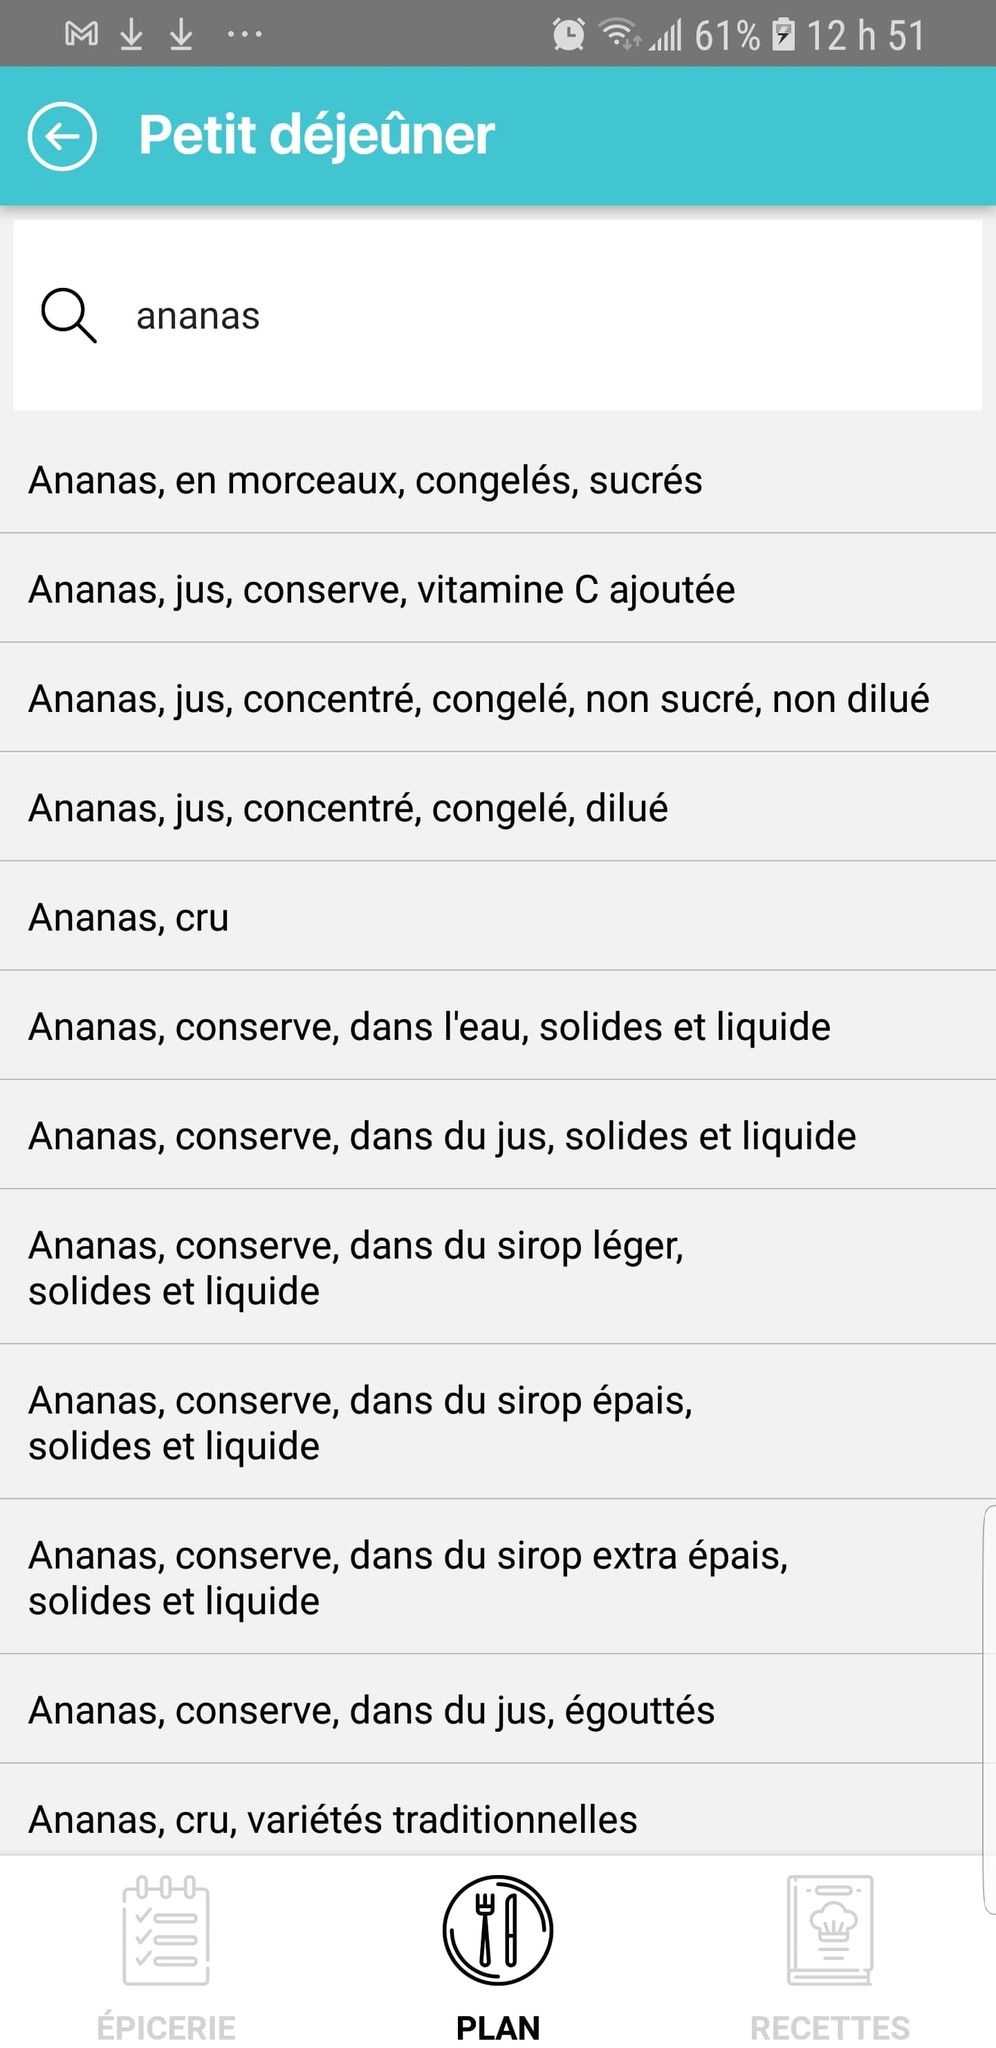 61% 12 h 51
Petit déjeûner
ananas
Ananas, en morceaux, congelés, sucrés
Ananas, jus, conserve, vitamine C ajoutée
Ananas, jus, concentré, congelé, non sucré, non dilué
Ananas, jus, concentré, congelé, dilué
Ananas, cru
Ananas, conserve, dans l'eau, solides et liquide
Ananas, conserve, dans du jus, solides et liquide
Ananas, conserve, dans du sirop léger,
solides et liquide
Ananas, conserve, dans du sirop épais,
solides et liquide
Ananas, conserve, dans du sirop extra épais,
solides et liquide
Ananas, conserve, dans du jus, égouttés
Ananas, cru, variétés traditionnelles
ÉPICERIE PLAN RECETTES